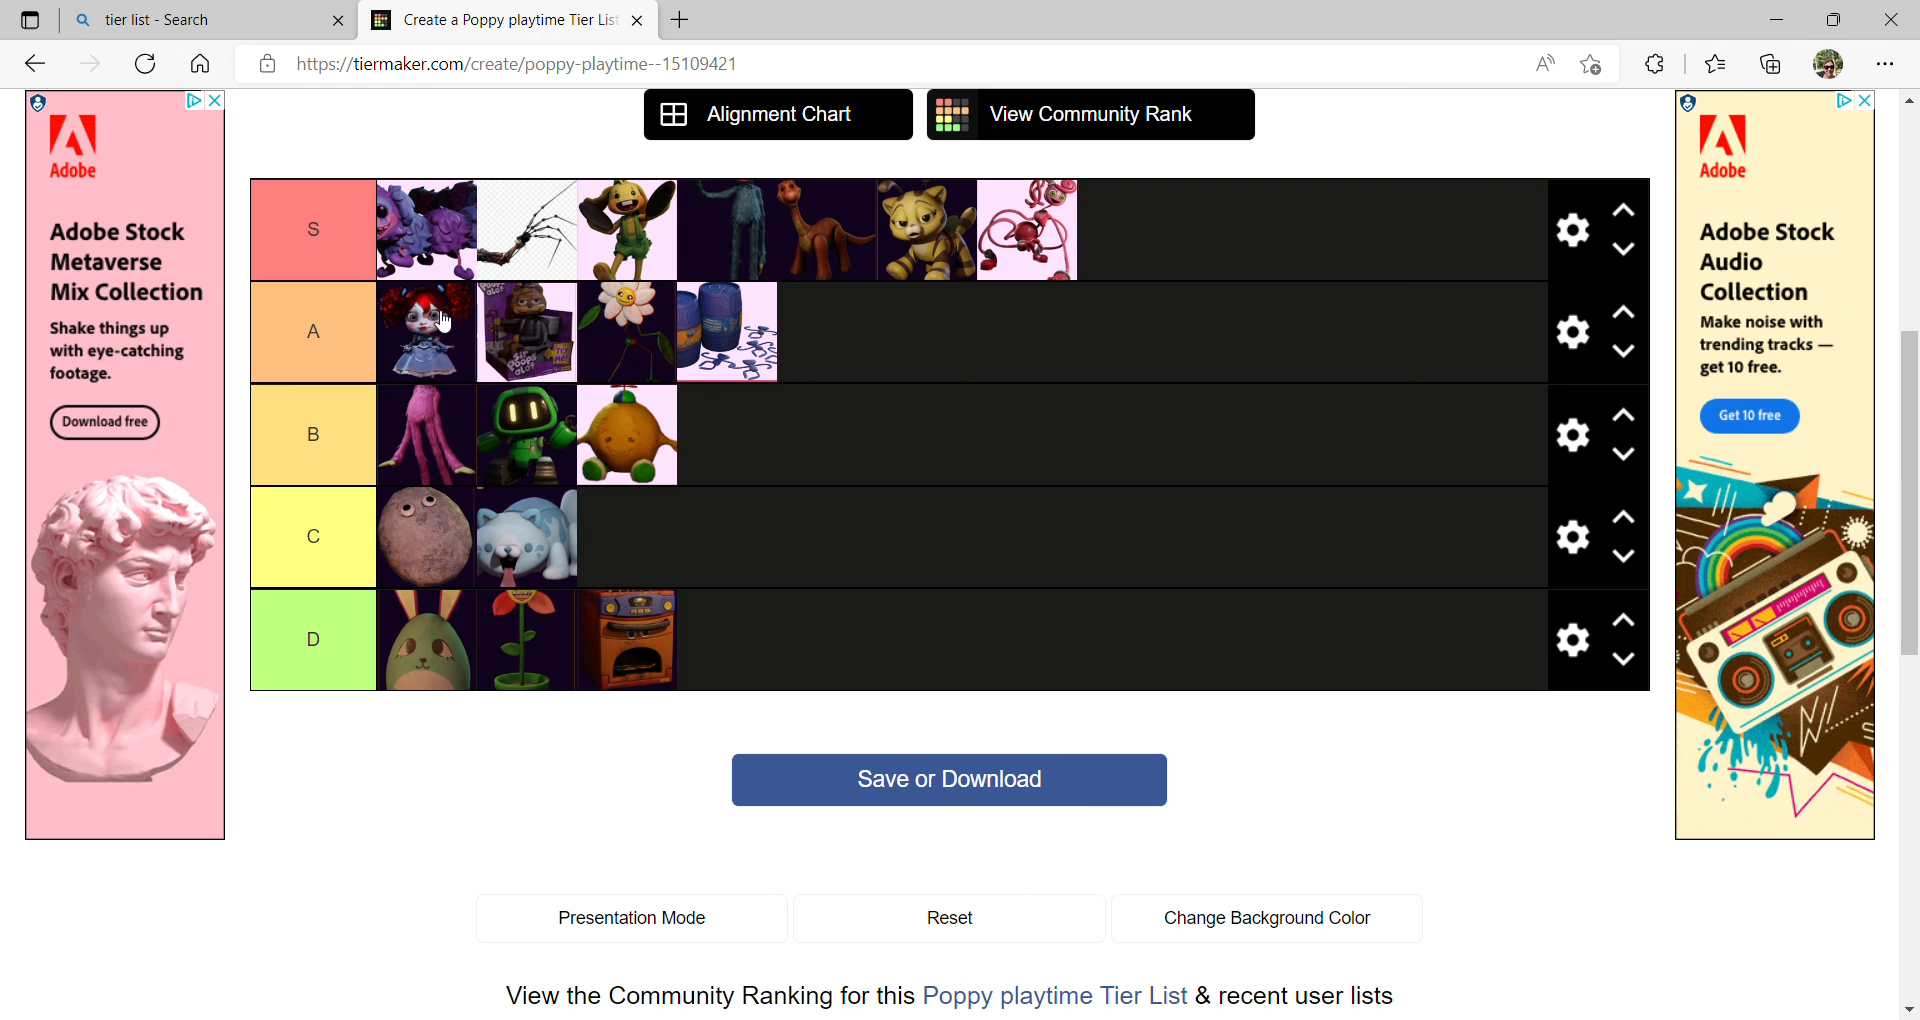 tier list - Search
Create a Poppy playtime Tier List
https://tiermaker.com/create/poppy-playtime--15109421
Alignment Chart
View Community Rank
Adobe
Adobe Stock
Metaverse
Mix Collection
Shake things up
with eye-catching
footage.
Download free
S
A
B
C
D
Sir
Poops
aLot
Save or Download
Presentation Mode
Reset
Change Background Color
View the Community Ranking for this Poppy playtime Tier List & recent user lists
Adobe
Adobe Stock
Audio
Collection
Make noise with
trending tracks —
get 10 free.
Get 10 free